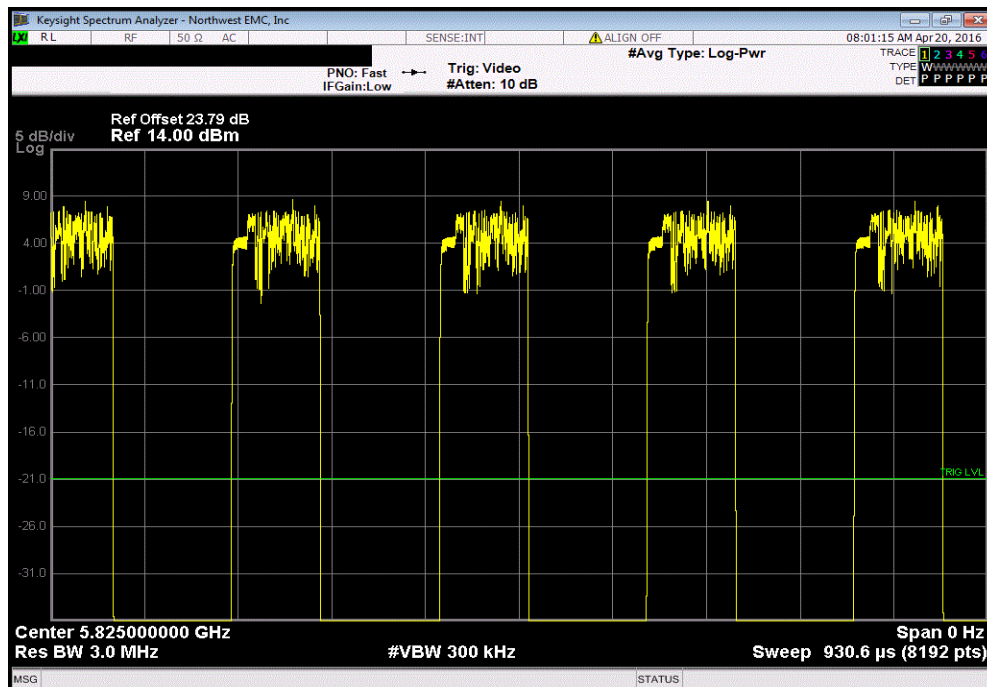 Keysight Spectrum Analyzer - Northwest EMC, Inc
LXI RL RF 50 Ω AC SENSE:INT ALIGN OFF 08:01:15 AM Apr 20, 2016
#Avg Type: Log-Pwr
TRACE 1 2 3 4 5 6
PNO: Fast Trig: Video
TYPE WWWWWW
IFGain:Low #Atten: 10 dB
DET P P P P P P
Ref Offset 23.79 dB
5 dB/div Ref 14.00 dBm
Log
9.00
4.00
-1.00
-6.00
-11.0
-16.0
-21.0
TRIG LVL
-26.0
-31.0
Center 5.825000000 GHz Span 0 Hz
Res BW 3.0 MHz #VBW 300 kHz Sweep 930.6 µs (8192 pts)
MSG STATUS